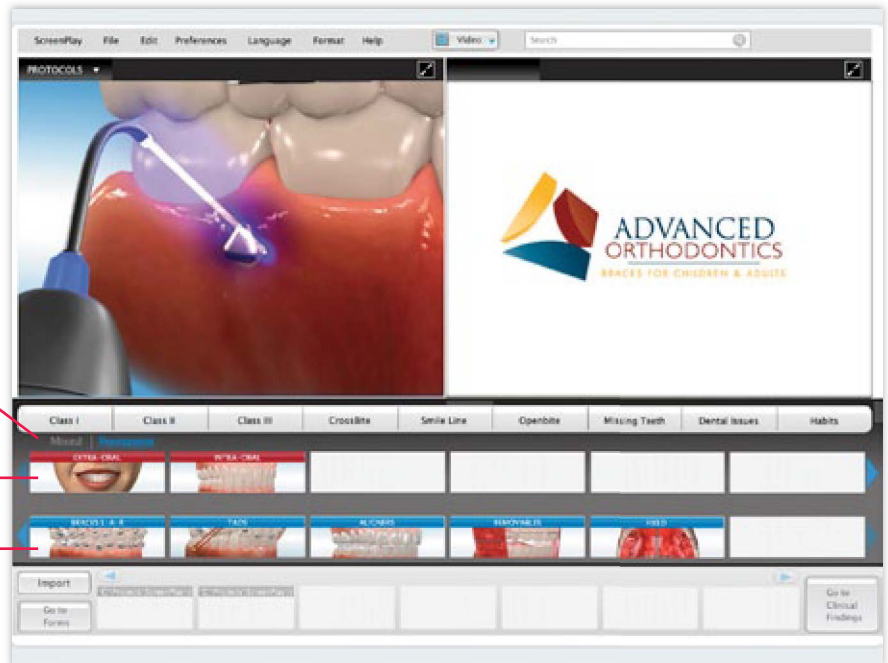 ScreenPlay File Edit Preferences Language Format Help Video Search
PROTOCOLS
ADVANCED
ORTHODONTICS
BRACES FOR CHILDREN & ADULTS
Class I Class II Class III Crossbite Smile Line Openbite Missing Teeth Dental Issues Habits
Mixed Permanent
EXTRA-ORAL INTRA-ORAL
BRACES I A-R TADS ALIGNERS REMOVABLES FIXED
Import
Go to
Forms
Go to
Clinical
Findings